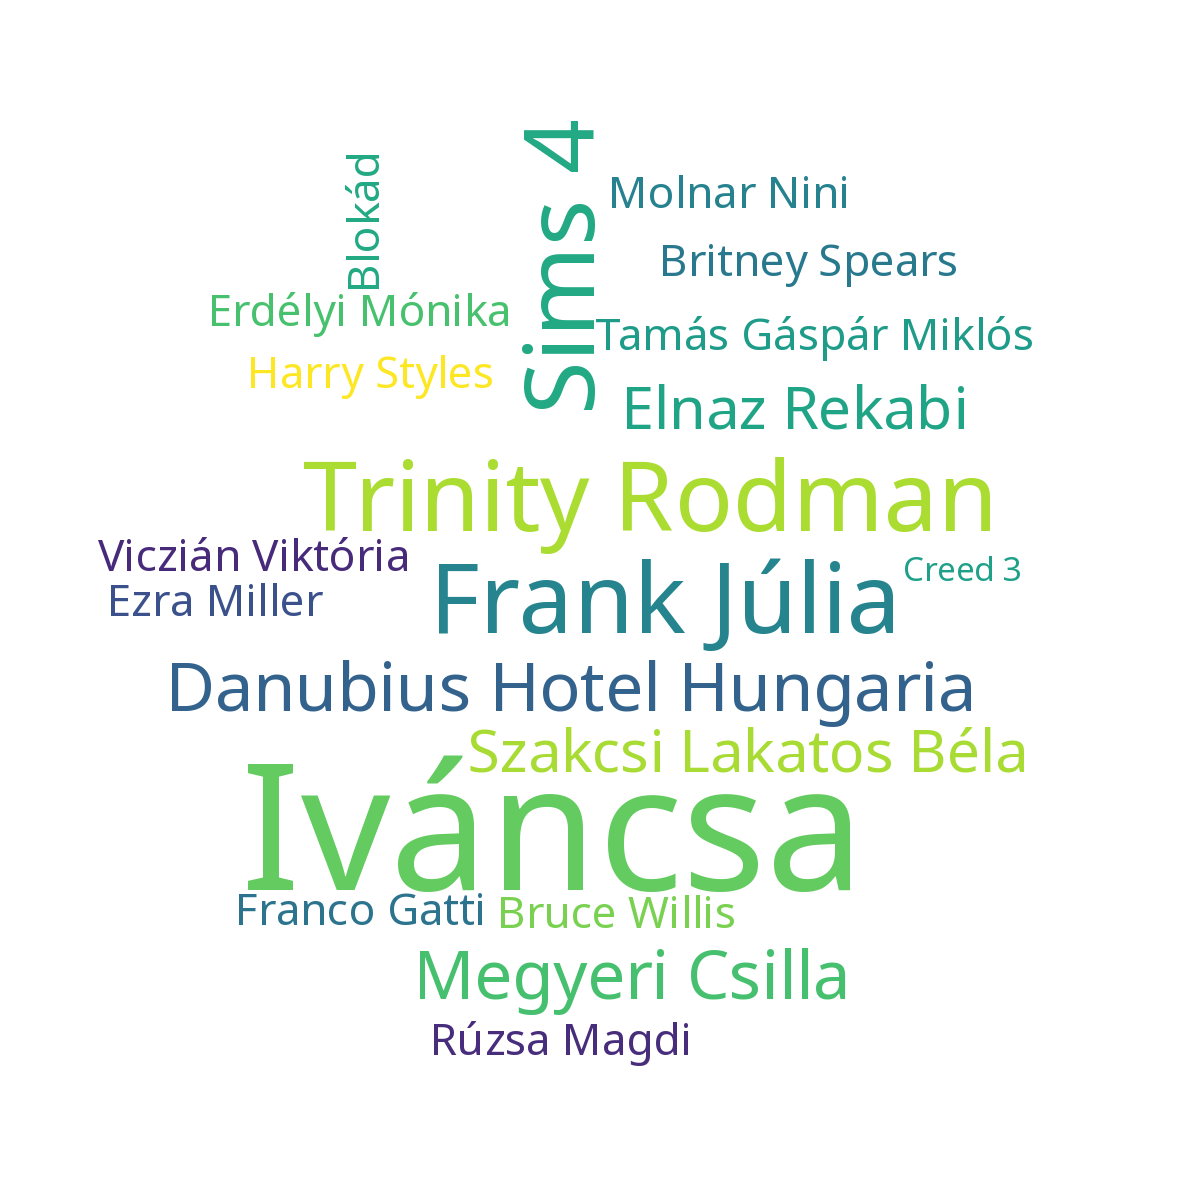 Sims 4
Blokád
Molnar Nini
Britney Spears
Erdélyi Mónika
Tamás Gáspár Miklós
Harry Styles
Elnaz Rekabi
Trinity Rodman
Viczián Viktória
Creed 3
Ezra Miller
Frank Júlia
Danubius Hotel Hungaria
Szakcsi Lakatos Béla
Iváncsa
Franco Gatti
Bruce Willis
Megyeri Csilla
Rúzsa Magdi